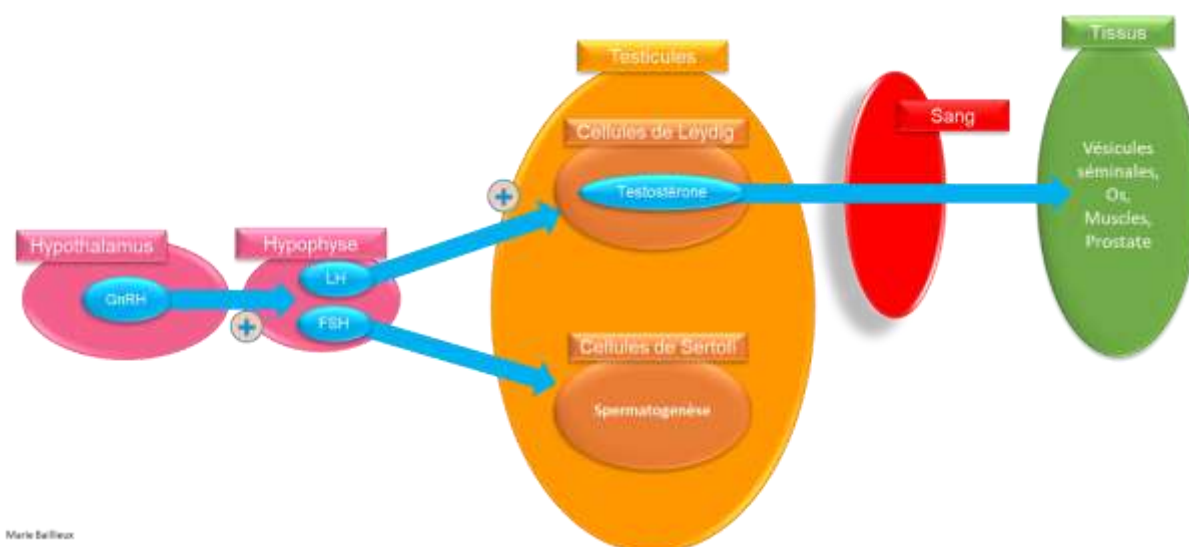 Tissus
Testicules
Sang
Cellules de Leydig
Vésicules
séminales,
Os,
Muscles,
Prostate
Testostérone
Hypothalamus
Hypophyse
LH
GnRH
FSH
Cellules de Sertoli
Spermatogenèse
Marie Baillieux